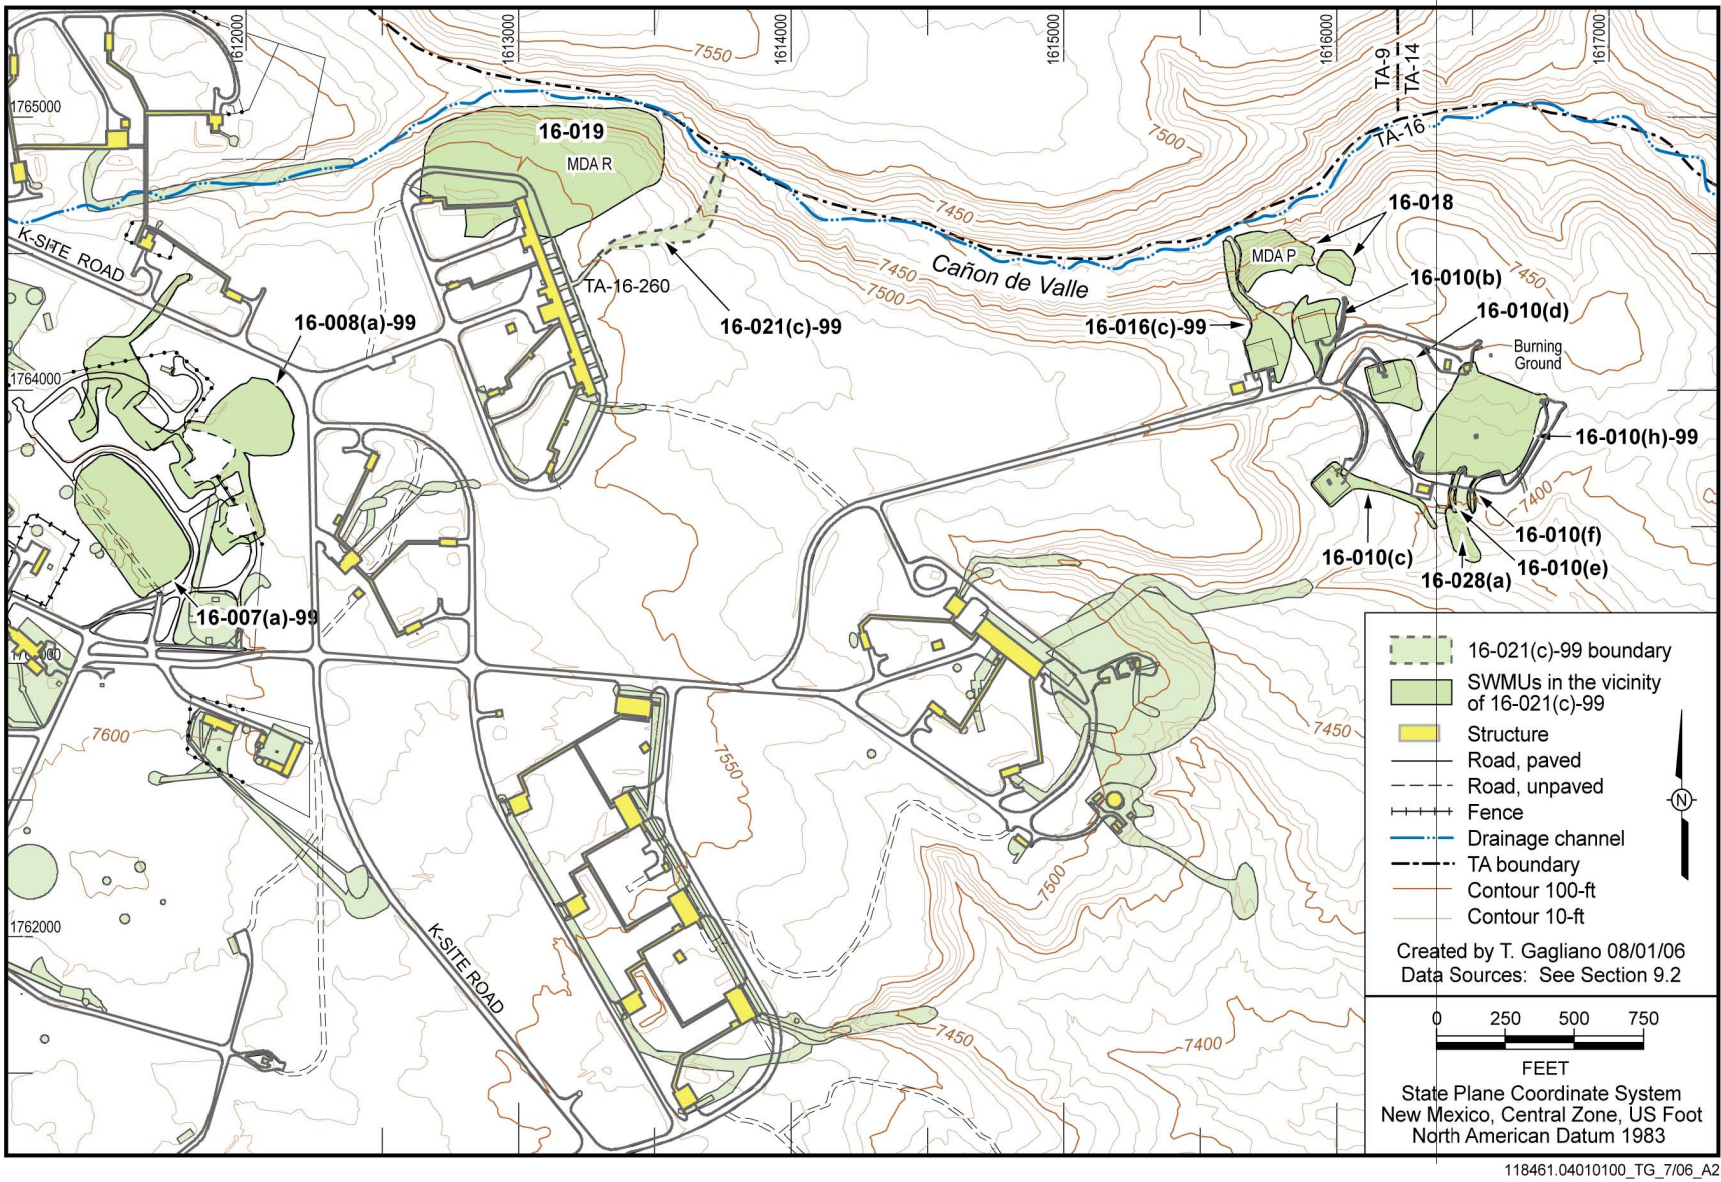 1612000
1613000
1614000
1615000
1616000
1617000
7550
TA-9
TA-14
1765000
16-019
MDA R
7500
TA-16
7450
16-018
K-SITE ROAD
MDA P
7450
Cañon de Valle
7450
7500
TA-16-260
16-010(b)
16-010(d)
16-008(a)-99
16-021(c)-99
16-016(c)-99
Burning
Ground
1764000
16-010(h)-99
7400
16-010(f)
16-010(c)
16-010(e)
16-028(a)
16-007(a)-99
7600
7550
7450
7500
1762000
K-SITE ROAD
7450
7400
16-021(c)-99 boundary
SWMUs in the vicinity
of 16-021(c)-99
Structure
Road, paved
Road, unpaved
Fence
Drainage channel
TA boundary
Contour 100-ft
Contour 10-ft
N
Created by T. Gagliano 08/01/06
Data Sources: See Section 9.2
0 250 500 750
FEET
State Plane Coordinate System
New Mexico, Central Zone, US Foot
North American Datum 1983
118461.04010100_TG_7/06_A2